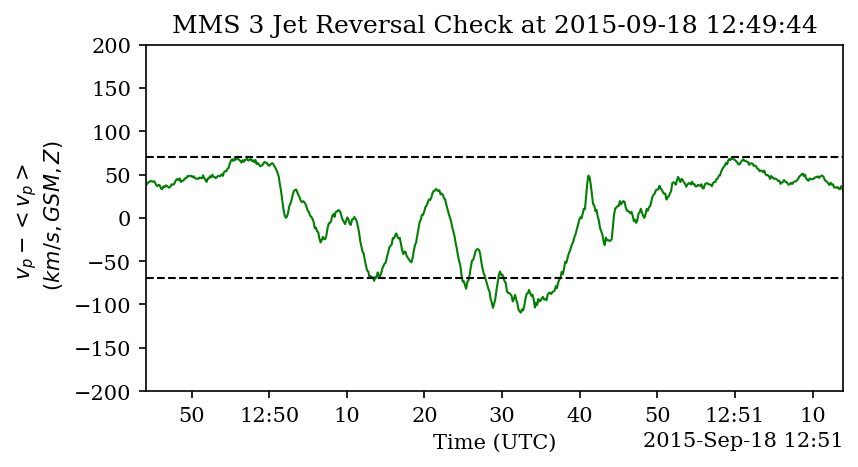 MMS 3 Jet Reversal Check at 2015-09-18 12:49:44
200
150
100
50
0
−50
−100
−150
−200
v_p − < v_p >
(km/s, GSM, Z)
50 12:50 10 20 30 40 50 12:51 10
Time (UTC)
2015-Sep-18 12:51